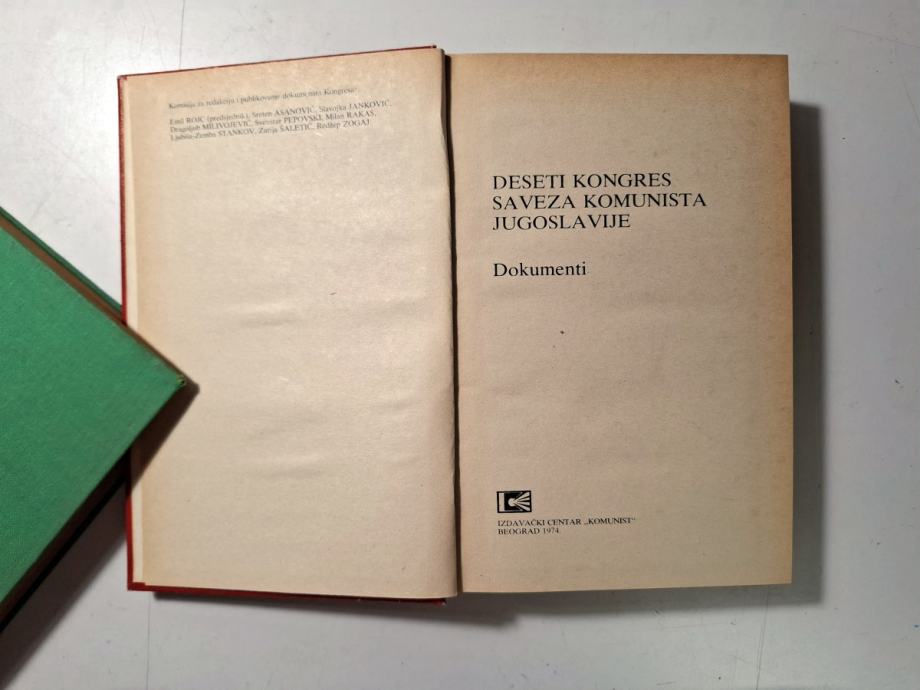 Komisija za redakciju i publikovanje dokumenata Kongresa:
Emil ROJC (predsjednik), Sreten ASANOVIĆ, Slavojka JANKOVIĆ,
Dragoljub MILIVOJEVIĆ, Svetozar PEPOVSKI, Milan RAKAS,
Ljubiša-Zemba STANKOV, Zarija ŠALETIĆ, Redžep ZOGAJ
DESETI KONGRES
SAVEZA KOMUNISTA
JUGOSLAVIJE
Dokumenti
IZDAVAČKI CENTAR „KOMUNIST“
BEOGRAD 1974.